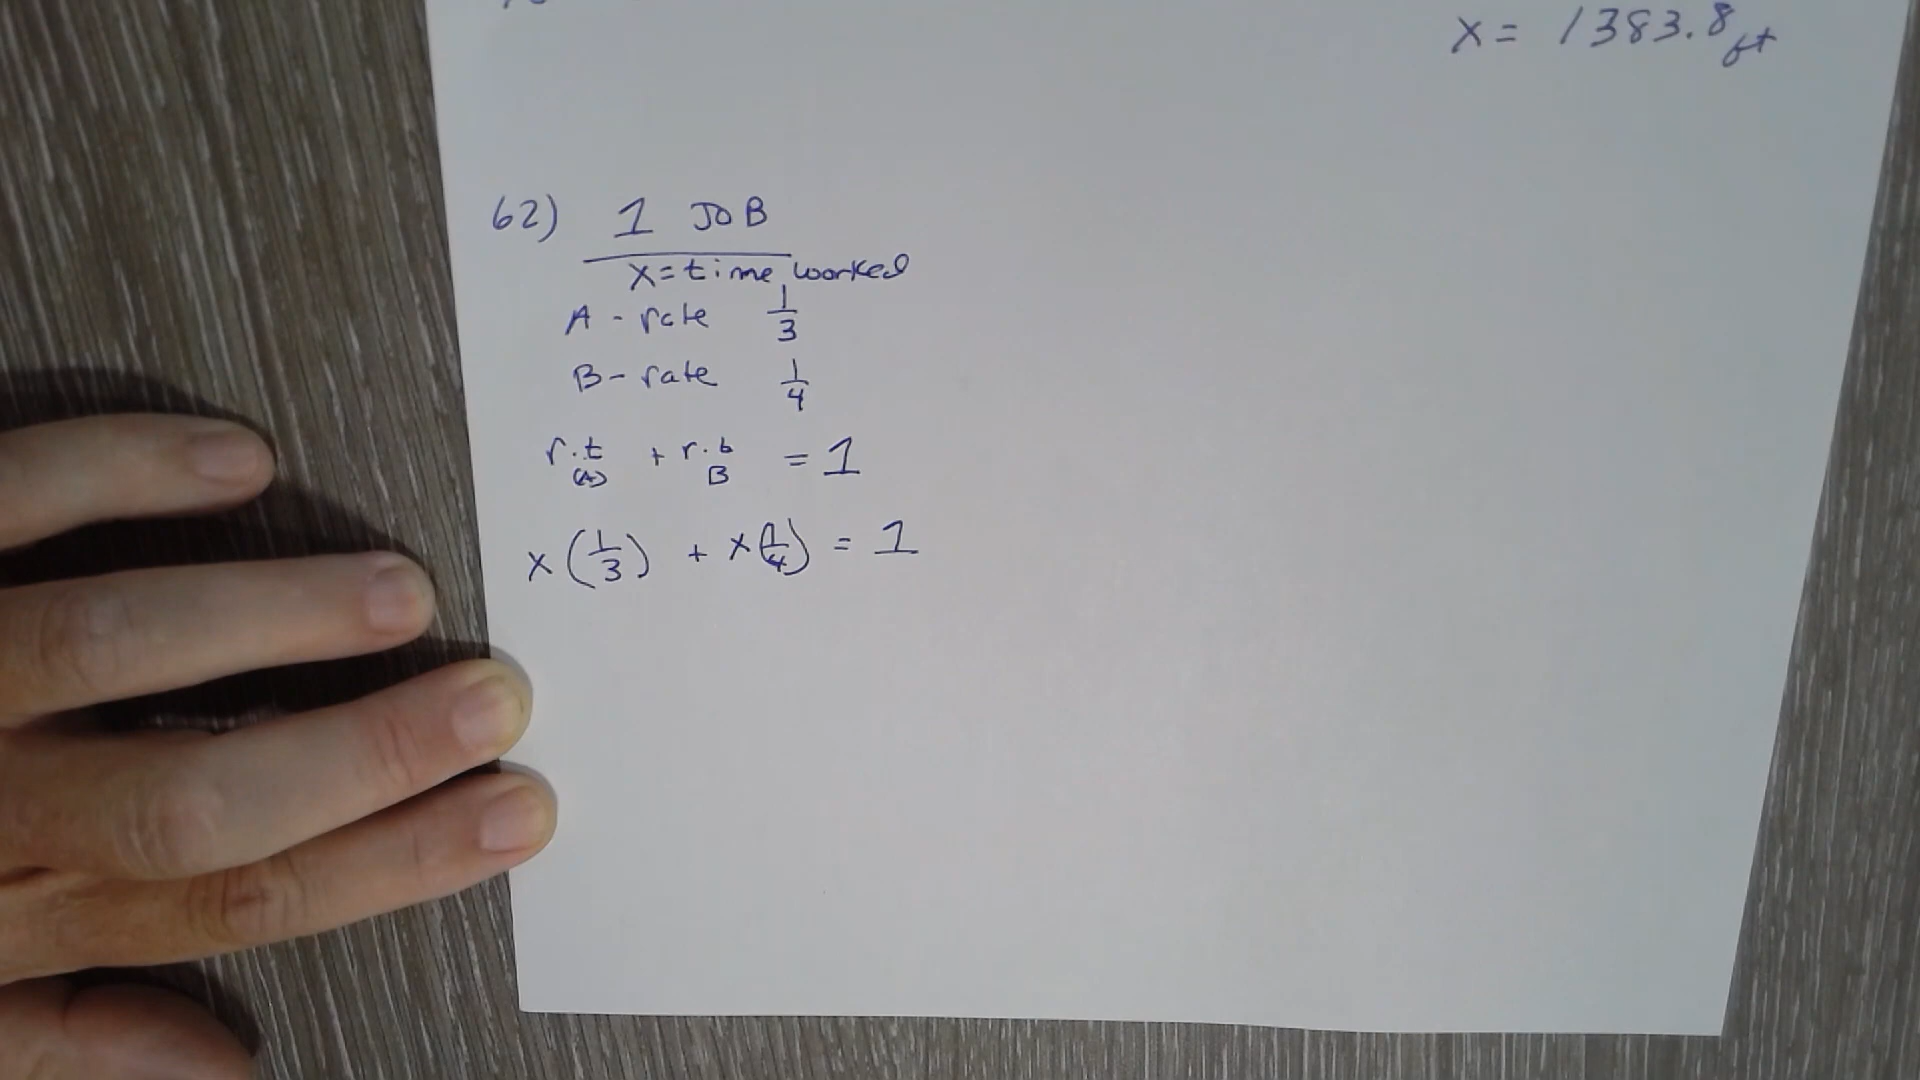 x = 1383.8 ft
62) 1 JOB
x = time worked
A - rate 1/3
B - rate 1/4
r·t (A) + r·t B = 1
x(1/3) + x(1/4) = 1